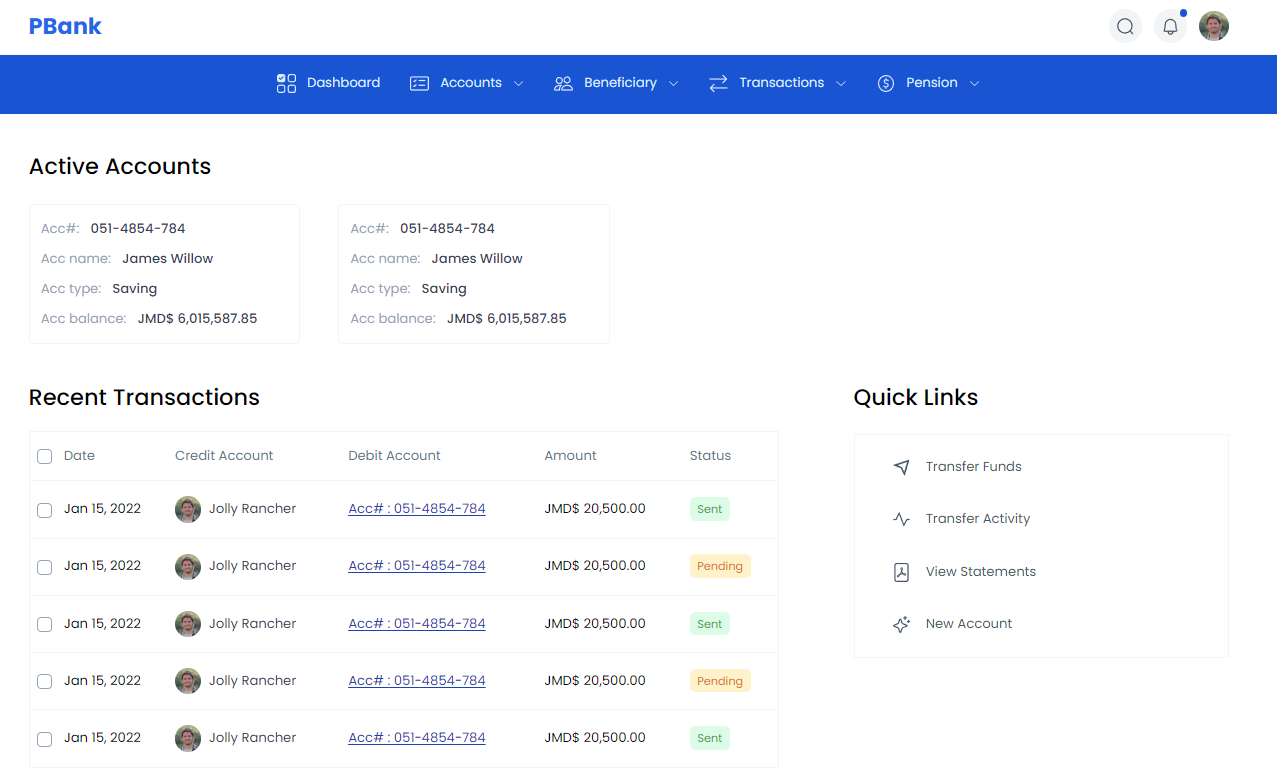 PBank
Dashboard Accounts Beneficiary Transactions Pension
Active Accounts
Acc#: 051-4854-784
Acc name: James Willow
Acc type: Saving
Acc balance: JMD$ 6,015,587.85
Acc#: 051-4854-784
Acc name: James Willow
Acc type: Saving
Acc balance: JMD$ 6,015,587.85
Recent Transactions
Date Credit Account Debit Account Amount Status
Jan 15, 2022 Jolly Rancher Acc# : 051-4854-784 JMD$ 20,500.00 Sent
Jan 15, 2022 Jolly Rancher Acc# : 051-4854-784 JMD$ 20,500.00 Pending
Jan 15, 2022 Jolly Rancher Acc# : 051-4854-784 JMD$ 20,500.00 Sent
Jan 15, 2022 Jolly Rancher Acc# : 051-4854-784 JMD$ 20,500.00 Pending
Jan 15, 2022 Jolly Rancher Acc# : 051-4854-784 JMD$ 20,500.00 Sent
Quick Links
Transfer Funds
Transfer Activity
View Statements
New Account